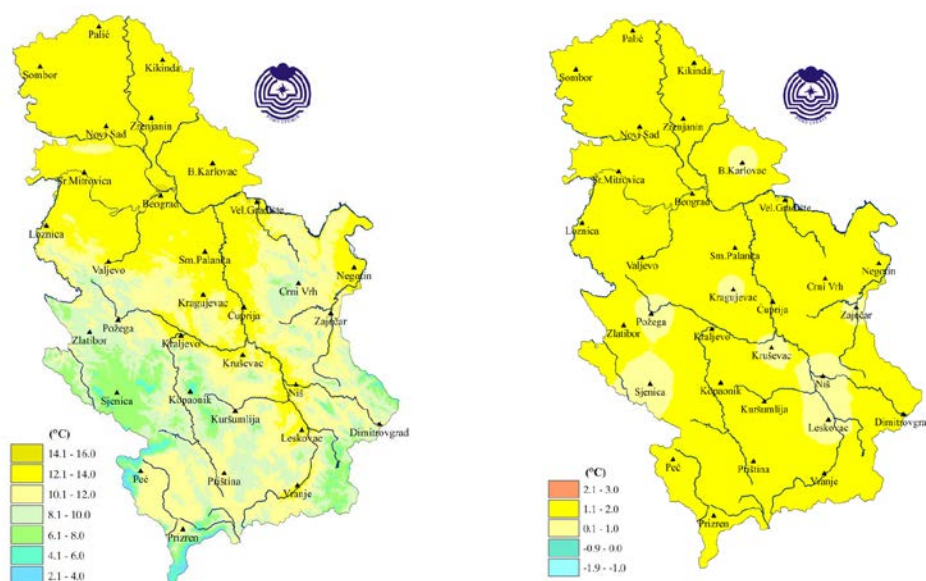 Palić
Sombor
Kikinda
Novi Sad
Zrenjanin
B.Karlovac
Sr.Mitrovica
Beograd
Vel.Gradište
Loznica
Valjevo
Sm.Palanca
Negotin
Crni Vrh
Kragujevac
Ćuprija
Zaječar
Požega
Zlatibor
Kraljevo
Kruševac
Sjenica
Kopaonik
Niš
Kuršumlija
Leskovac
Dimitrovgrad
Peć
Priština
Vranje
Prizren
(°C)
14.1 - 16.0
12.1 - 14.0
10.1 - 12.0
8.1 - 10.0
6.1 - 8.0
4.1 - 6.0
2.1 - 4.0
Palić
Sombor
Kikinda
Novi Sad
Zrenjanin
B.Karlovac
Sr.Mitrovica
Beograd
Vel.Gradište
Loznica
Valjevo
Sm.Palanca
Negotin
Crni Vrh
Kragujevac
Ćuprija
Zaječar
Požega
Zlatibor
Kraljevo
Kruševac
Sjenica
Kopaonik
Niš
Kuršumlija
Leskovac
Dimitrovgrad
Peć
Priština
Vranje
Prizren
(°C)
2.1 - 3.0
1.1 - 2.0
0.1 - 1.0
-0.9 - 0.0
-1.9 - -1.0